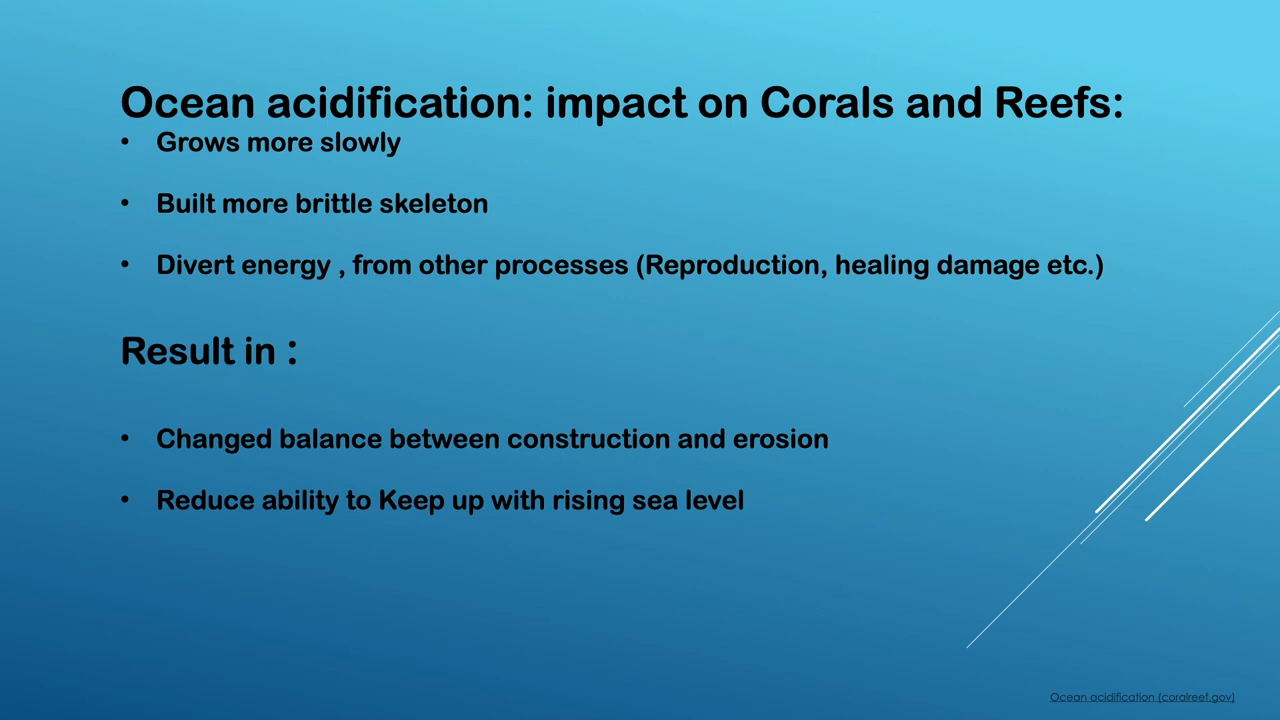 Ocean acidification: impact on Corals and Reefs:
• Grows more slowly
• Built more brittle skeleton
• Divert energy , from other processes (Reproduction, healing damage etc.)
Result in :
• Changed balance between construction and erosion
• Reduce ability to Keep up with rising sea level
Ocean acidification (coralreef.gov)